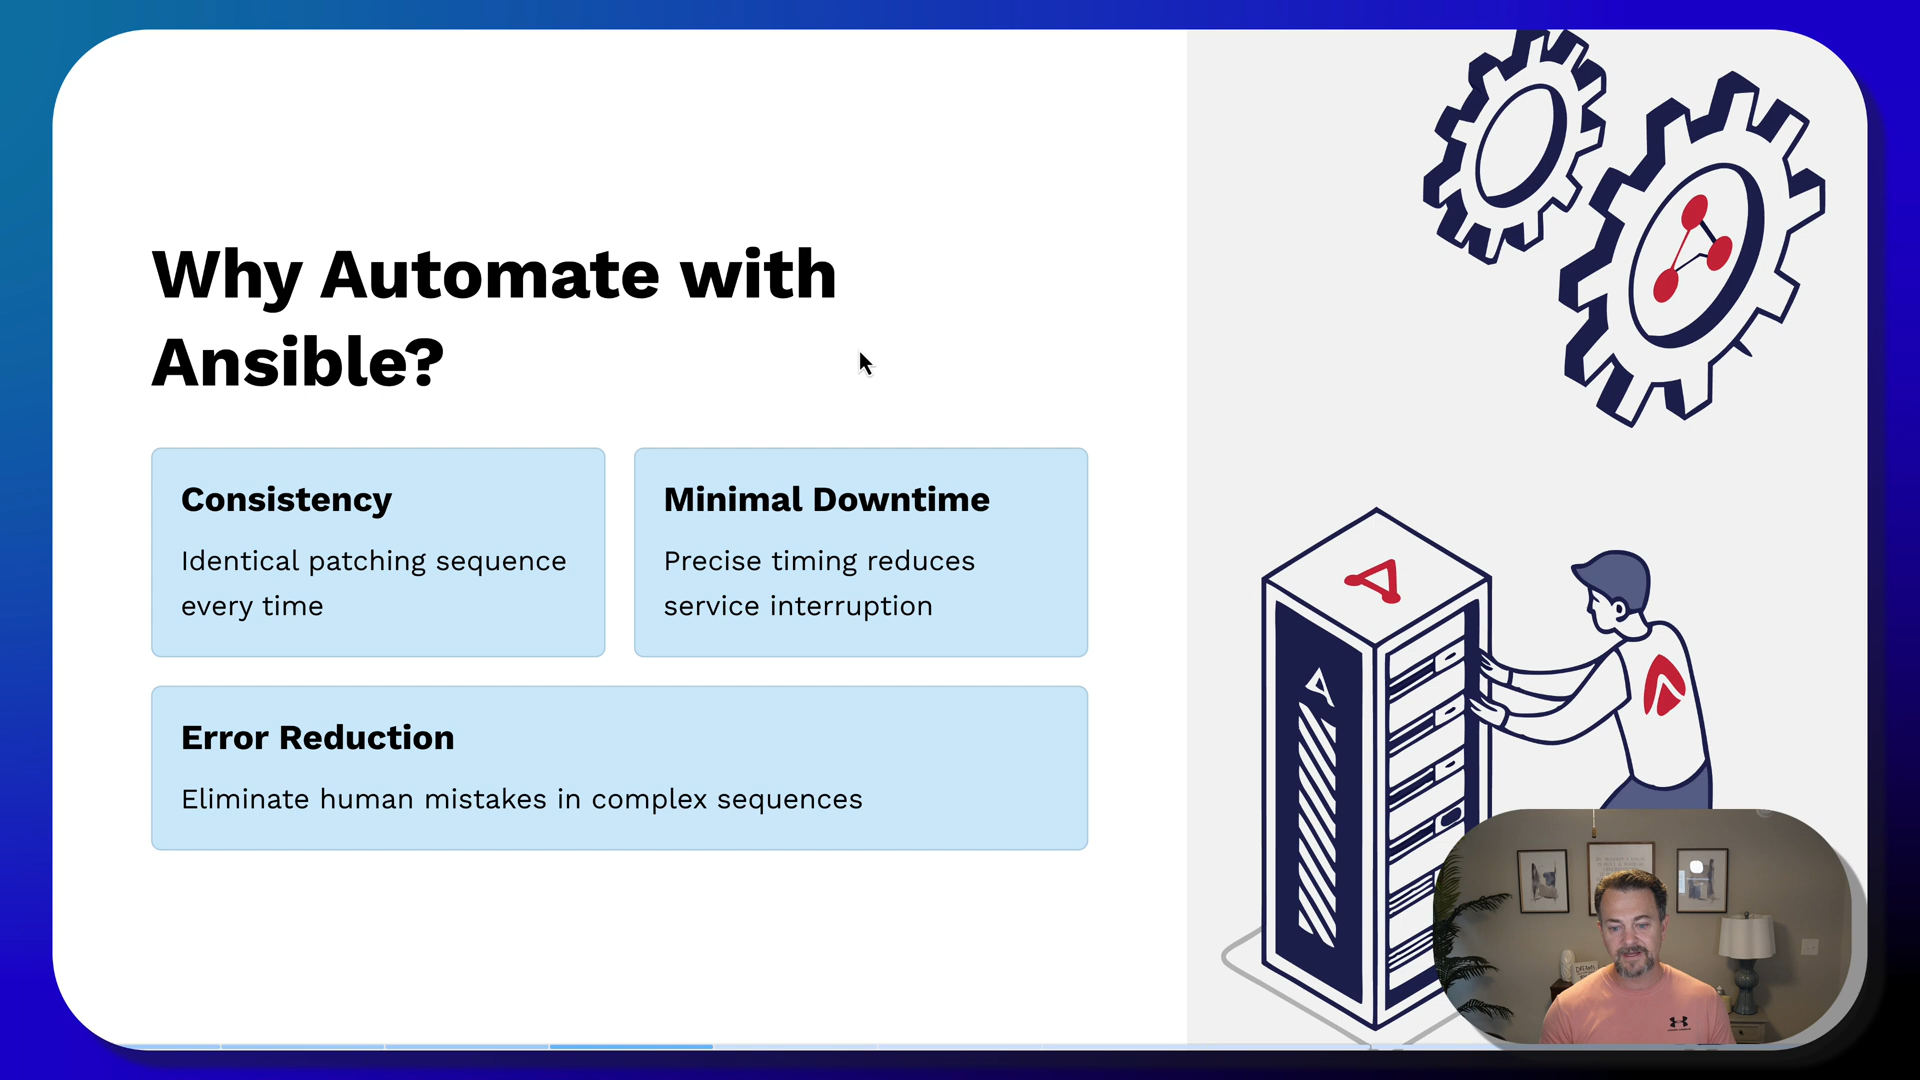 Why Automate with
Ansible?
Consistency
Identical patching sequence
every time
Minimal Downtime
Precise timing reduces
service interruption
Error Reduction
Eliminate human mistakes in complex sequences